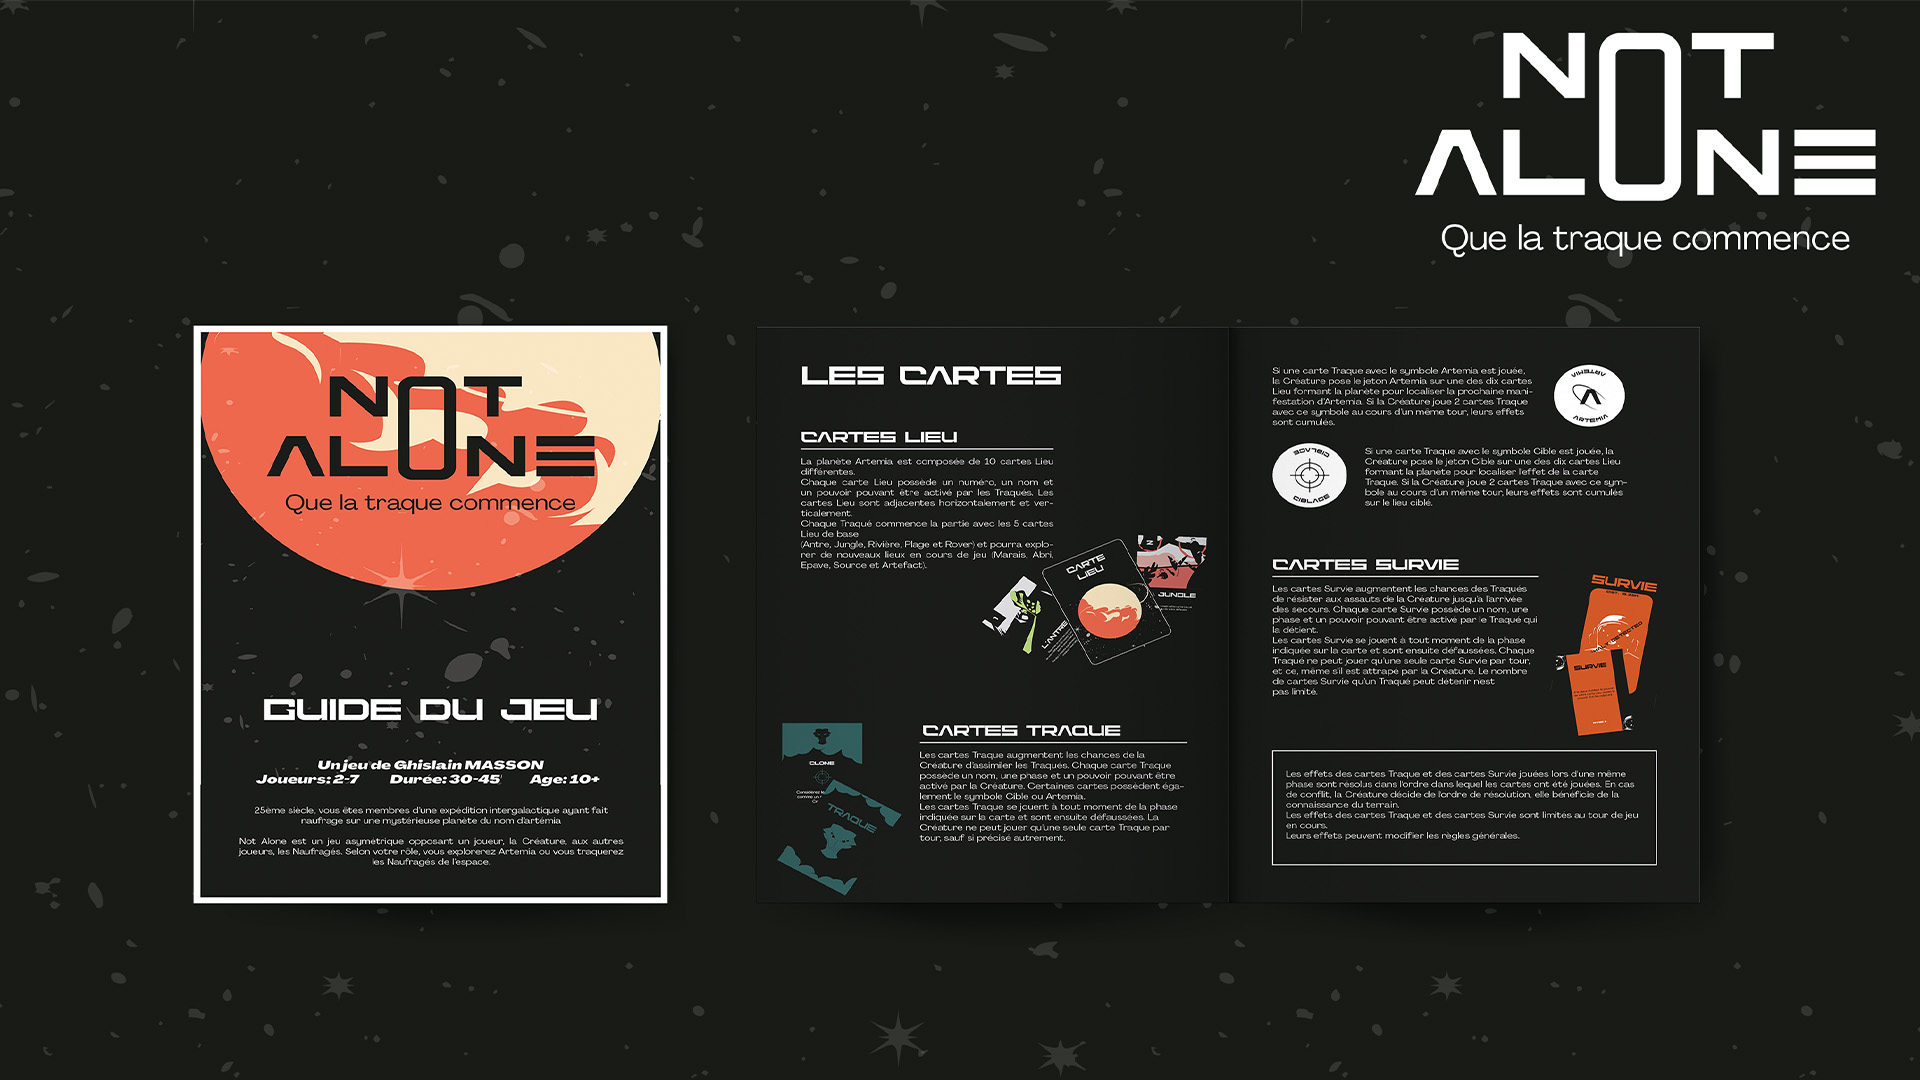 NOT
ALONE
Que la traque commence
NOT
ALONE
Que la traque commence
GUIDE DU JEU
Un jeu de Ghislain MASSON
Joueurs: 2-7 Durée: 30-45' Age: 10+
25ème siècle, vous êtes membres d'une expédition intergalactique ayant fait
naufrage sur une mystérieuse planète du nom d'artémia
Not Alone est un jeu asymétrique opposant un joueur, la Créature, aux autres
joueurs, les Naufragés. Selon votre rôle, vous explorerez Artemia ou vous traquerez
les Naufragés de l'espace.
LES CARTES
CARTES LIEU
La planète Artemia est composée de 10 cartes Lieu
différentes.
Chaque carte Lieu possède un numéro, un nom et
un pouvoir pouvant être activé par les Traqués. Les
cartes Lieu sont adjacentes horizontalement et ver-
ticalement.
Chaque Traqué commence la partie avec les 5 cartes
Lieu de base
(Antre, Jungle, Rivière, Plage et Rover) et pourra explo-
rer de nouveaux lieux en cours de jeu (Marais, Abri,
Epave, Source et Artefact).
CARTE
LIEU
JUNGLE
L'ANTRE
CARTES TRAQUE
Les cartes Traque augmentent les chances de la
Créature d'assimiler les Traqués. Chaque carte Traque
possède un nom, une phase et un pouvoir pouvant être
activé par la Créature. Certaines cartes possèdent éga-
lement le symbole Cible ou Artemia.
Les cartes Traque se jouent à tout moment de la phase
indiquée sur la carte et sont ensuite défaussées. La
Créature ne peut jouer qu'une seule carte Traque par
tour, sauf si précisé autrement.
CLONE
TRAQUE
Si une carte Traque avec le symbole Artemia est jouée,
la Créature pose le jeton Artemia sur une des dix cartes
Lieu formant la planète pour localiser la prochaine mani-
festation d'Artemia. Si la Créature joue 2 cartes Traque
avec ce symbole au cours d'un même tour, leurs effets
sont cumulés.
ARTEMIA
ARTEMIA
CIBLAGE
CIBLAGE
Si une carte Traque avec le symbole Cible est jouée, la
Créature pose le jeton Cible sur une des dix cartes Lieu
formant la planète pour localiser l'effet de la carte
Traque. Si la Créature joue 2 cartes Traque avec ce sym-
bole au cours d'un même tour, leurs effets sont cumulés
sur le lieu ciblé.
CARTES SURVIE
Les cartes Survie augmentent les chances des Traqués
de résister aux assauts de la Créature jusqu'à l'arrivée
des secours. Chaque carte Survie possède un nom, une
phase et un pouvoir pouvant être activé par le Traqué qui
la détient.
Les cartes Survie se jouent à tout moment de la phase
indiquée sur la carte et sont ensuite défaussées. Chaque
Traqué ne peut jouer qu'une seule carte Survie par tour,
et ce, même s'il est attrapé par la Créature. Le nombre
de cartes Survie qu'un Traqué peut détenir n'est
pas limité.
SURVIE
SURVIE
Les effets des cartes Traque et des cartes Survie jouées lors d'une même
phase sont résolus dans l'ordre dans lequel les cartes ont été jouées. En cas
de conflit, la Créature décide de l'ordre de résolution, elle bénéficie de la
connaissance du terrain.
Les effets des cartes Traque et des cartes Survie sont limités au tour de jeu
en cours.
Leurs effets peuvent modifier les règles générales.